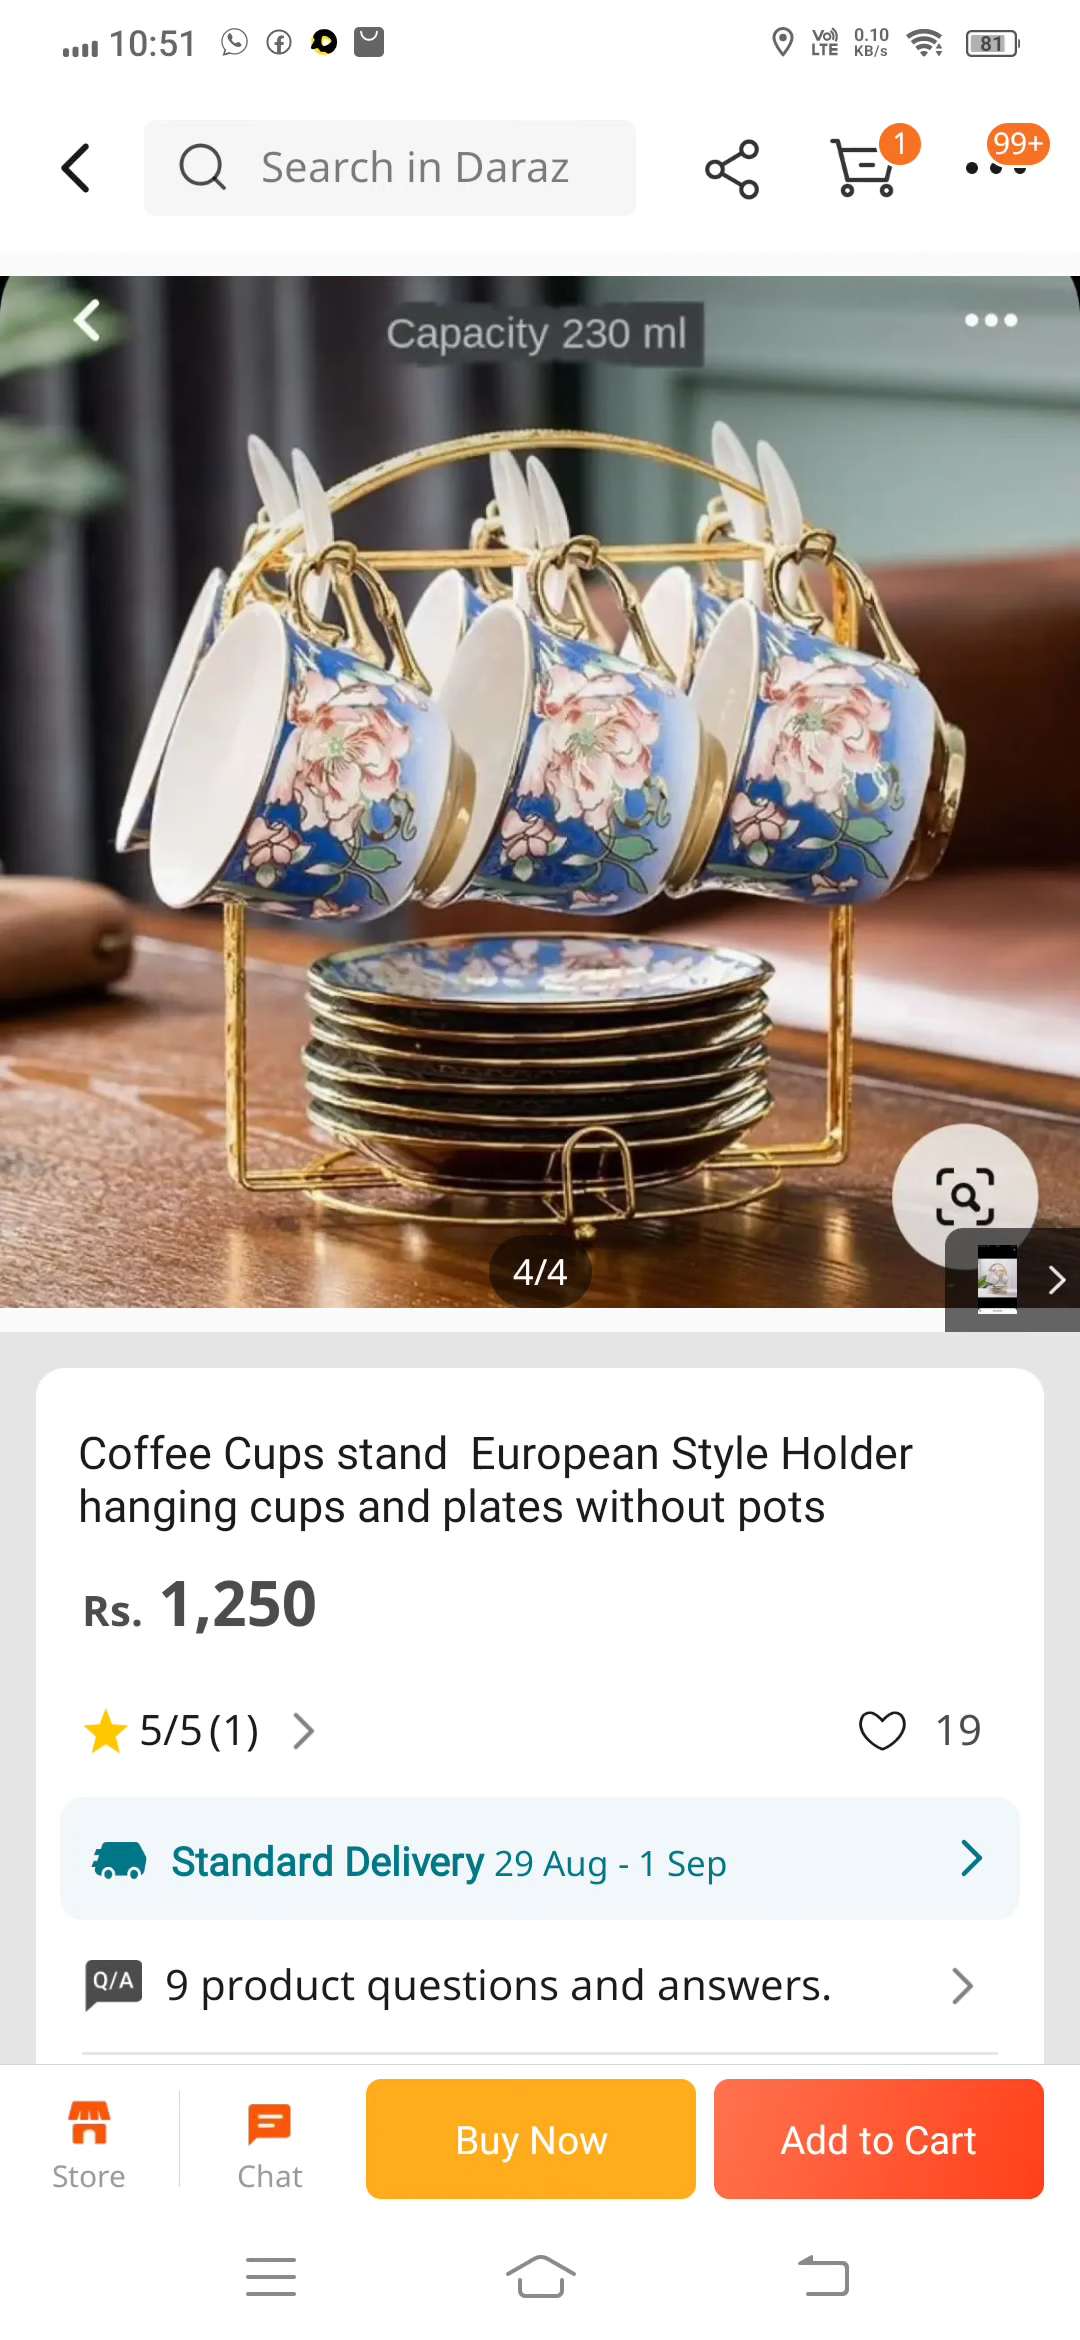 10:51
Vo)) LTE
0.10 KB/s
81
Search in Daraz
1
99+
Capacity 230 ml
4/4
Coffee Cups stand  European Style Holder
hanging cups and plates without pots
Rs. 1,250
5/5 (1)
19
Standard Delivery 29 Aug - 1 Sep
Q/A 9 product questions and answers.
Store
Chat
Buy Now
Add to Cart